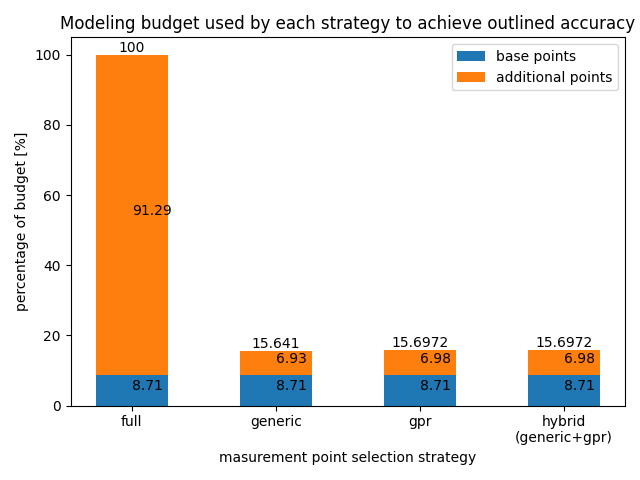 Modeling budget used by each strategy to achieve outlined accuracy
base points
additional points
percentage of budget [%]
100
80
60
40
20
0
100
91.29
8.71
15.641
6.93
8.71
15.6972
6.98
8.71
15.6972
6.98
8.71
full
generic
gpr
hybrid
(generic+gpr)
masurement point selection strategy